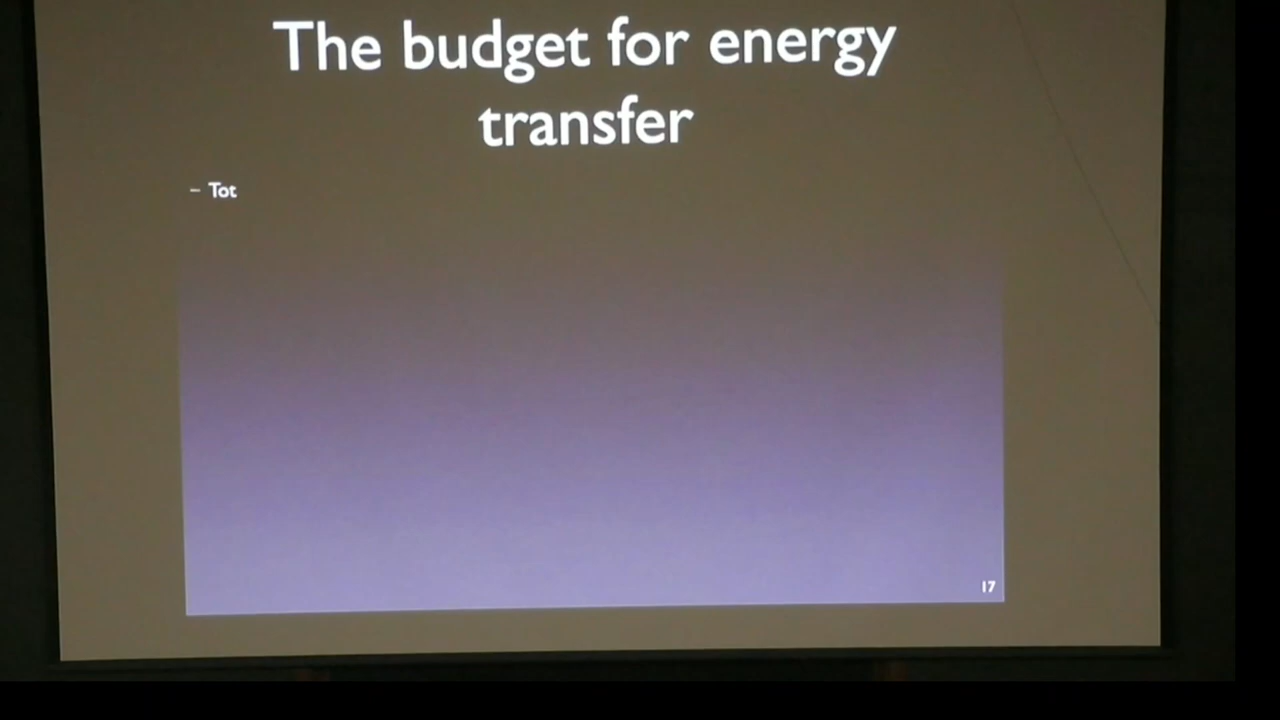 The budget for energy
transfer
– Tot
17